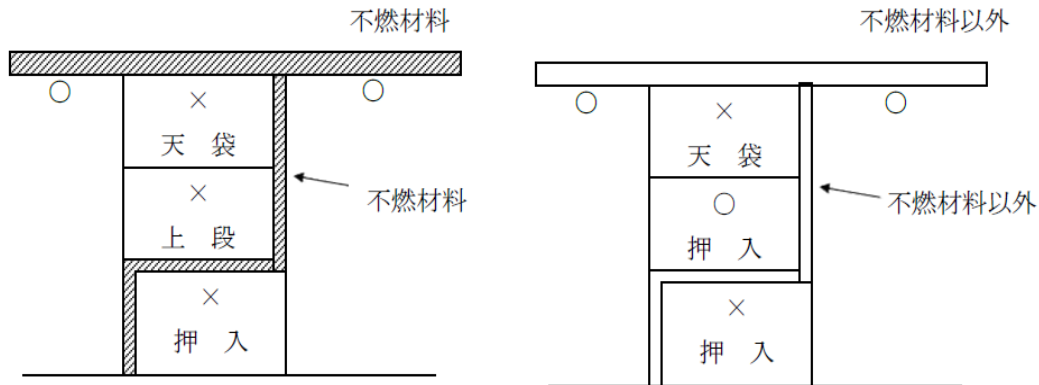 不燃材料
○
○
×
天 袋
×
上 段
不燃材料
×
押 入
不燃材料以外
○
○
×
天 袋
○
押 入
不燃材料以外
×
押 入